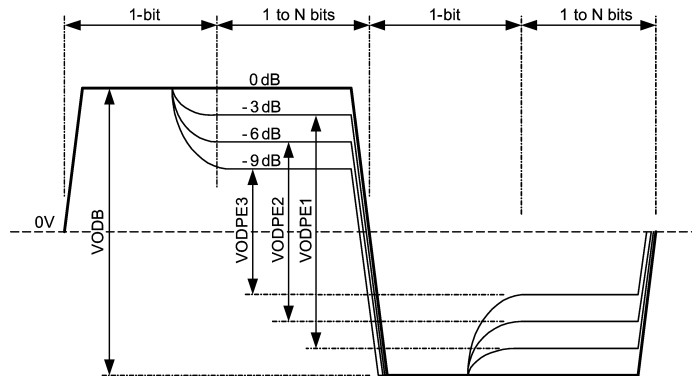 1-bit
1 to N bits
1-bit
1 to N bits
0 dB
- 3 dB
- 6 dB
- 9 dB
0V
VODB
VODPE3
VODPE2
VODPE1